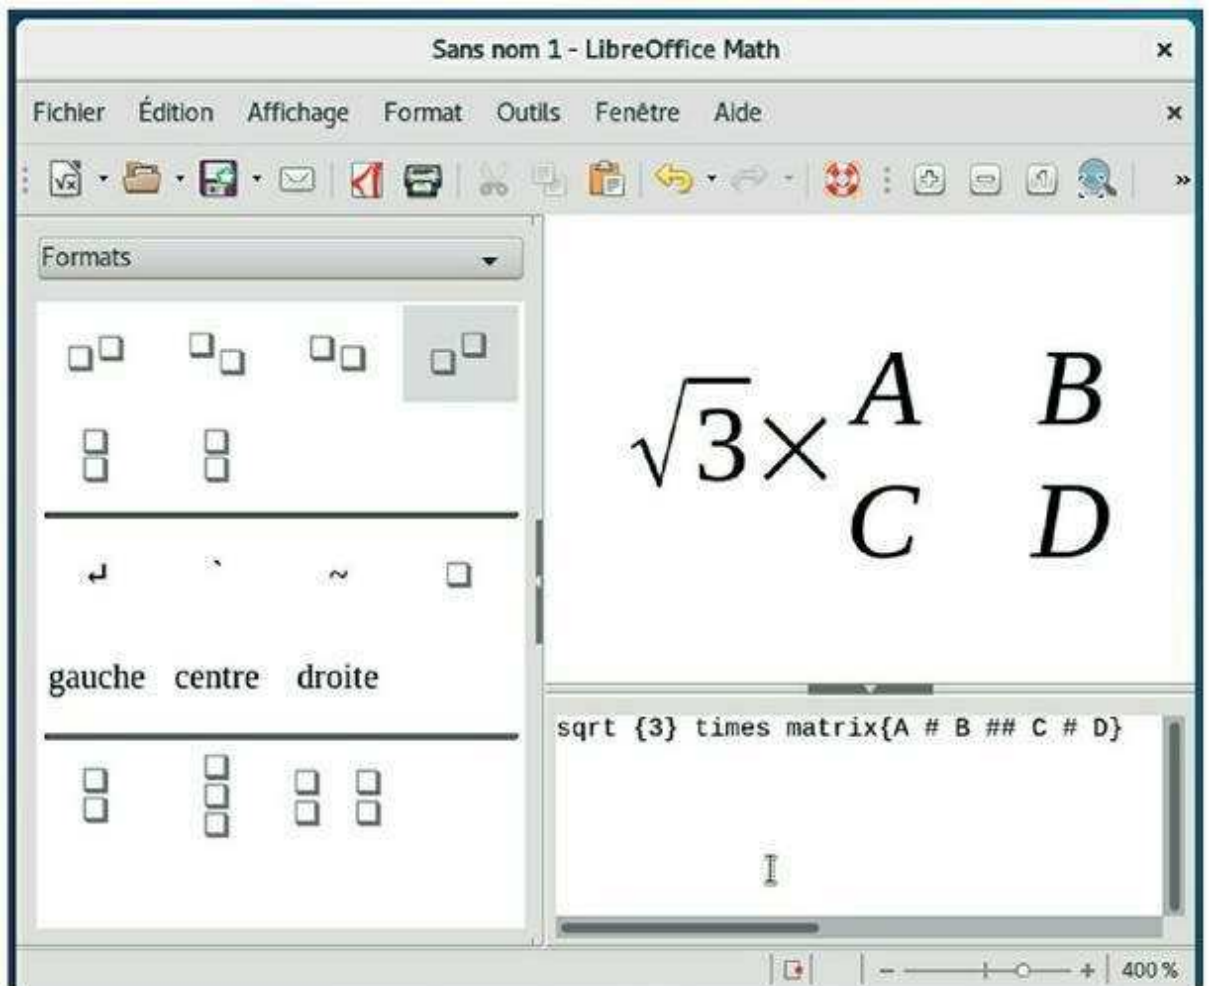 Sans nom 1 - LibreOffice Math
Fichier Édition Affichage Format Outils Fenêtre Aide
Formats
gauche centre droite
√3×
A B
C D
sqrt {3} times matrix{A # B ## C # D}
400 %